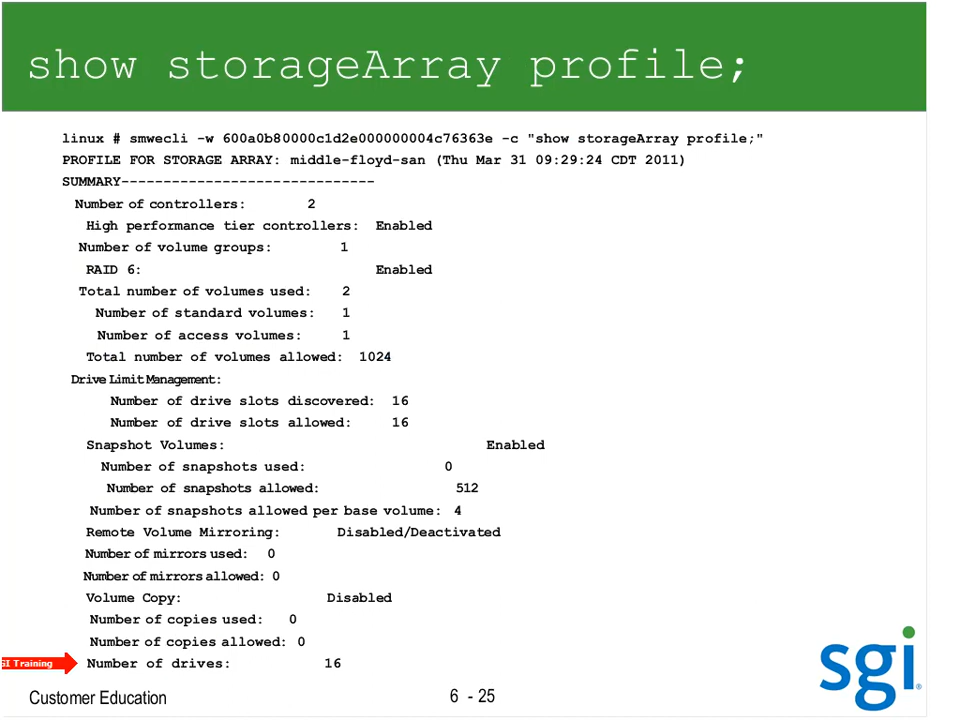 show storageArray profile;
linux # smwecli -w 600a0b80000c1d2e000000004c76363e -c "show storageArray profile;"
PROFILE FOR STORAGE ARRAY: middle-floyd-san (Thu Mar 31 09:29:24 CDT 2011)
SUMMARY------------------------------
Number of controllers: 2
High performance tier controllers: Enabled
Number of volume groups: 1
RAID 6: Enabled
Total number of volumes used: 2
Number of standard volumes: 1
Number of access volumes: 1
Total number of volumes allowed: 1024
Drive Limit Management:
Number of drive slots discovered: 16
Number of drive slots allowed: 16
Snapshot Volumes: Enabled
Number of snapshots used: 0
Number of snapshots allowed: 512
Number of snapshots allowed per base volume: 4
Remote Volume Mirroring: Disabled/Deactivated
Number of mirrors used: 0
Number of mirrors allowed: 0
Volume Copy: Disabled
Number of copies used: 0
Number of copies allowed: 0
GI Training
Number of drives: 16
sgi®
Customer Education
6 - 25